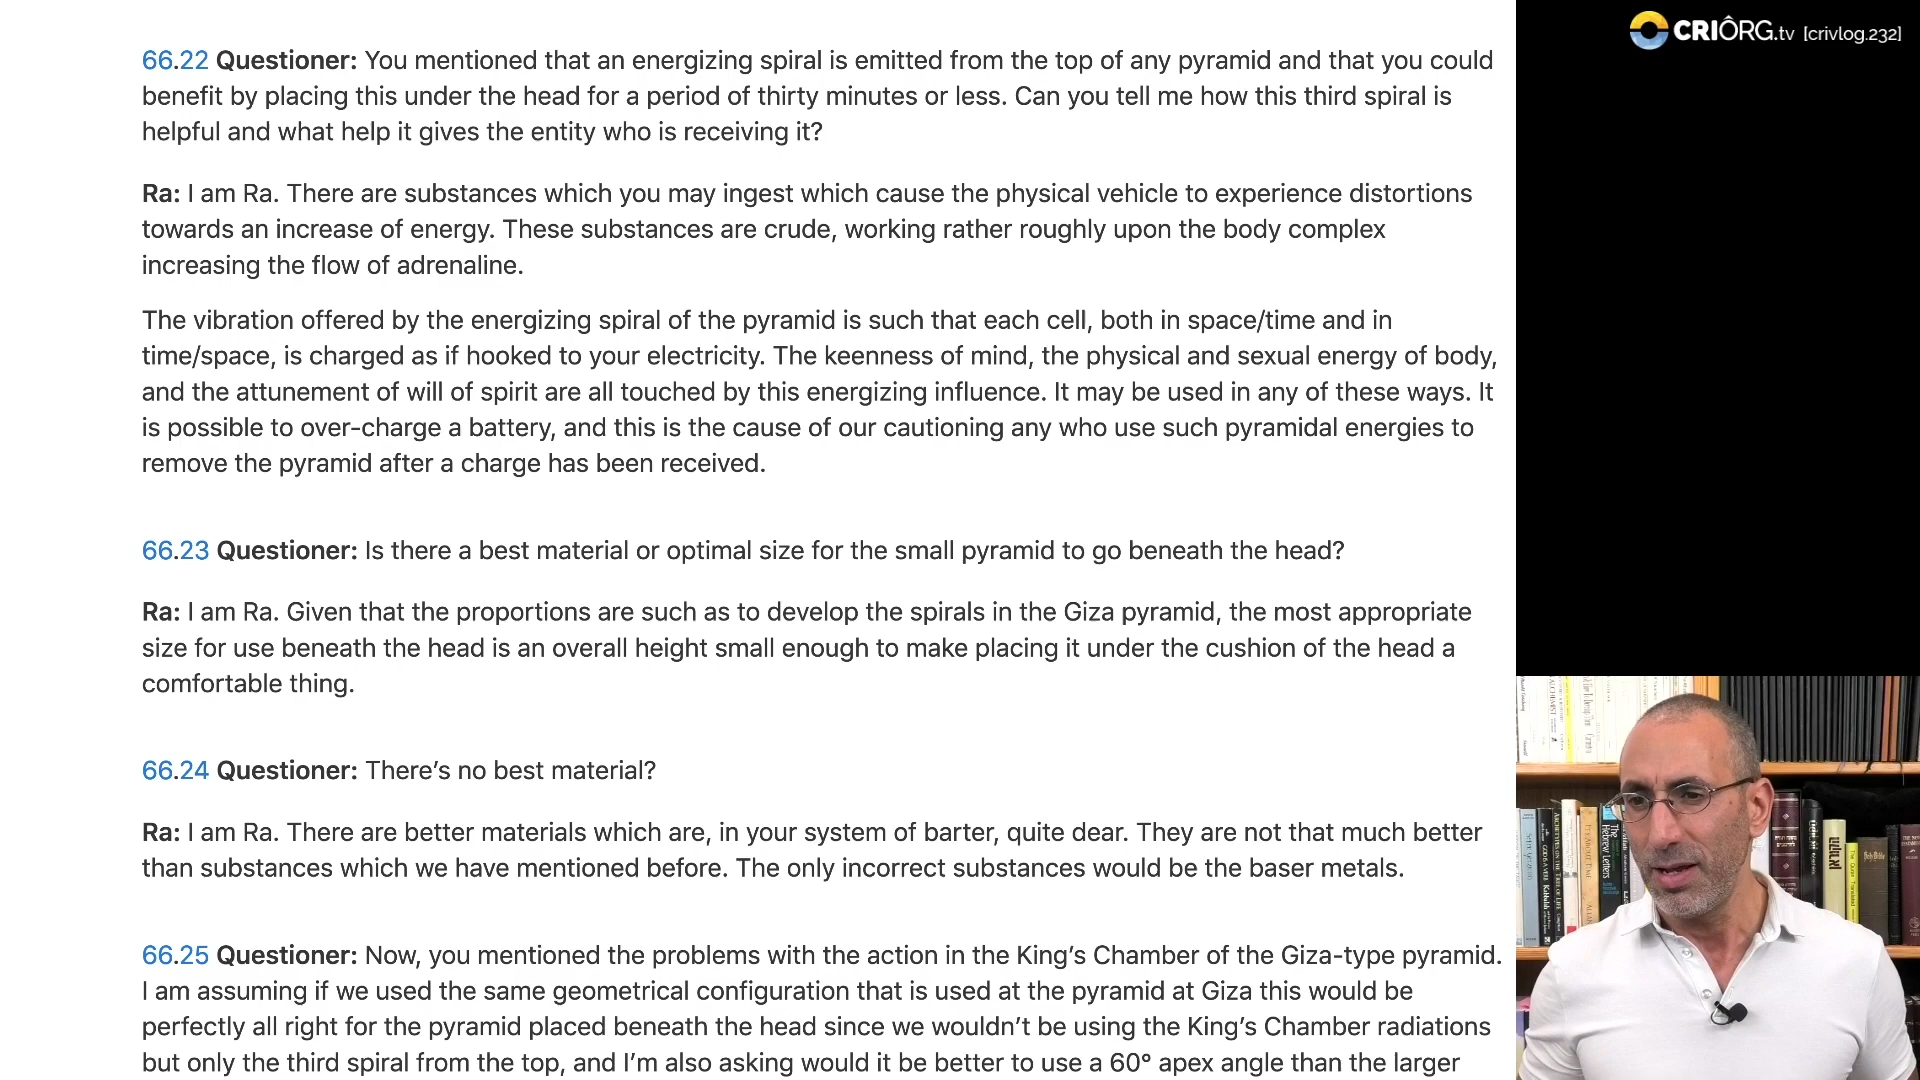 CRIÔRG.tv [crivlog.232]
66.22 Questioner: You mentioned that an energizing spiral is emitted from the top of any pyramid and that you could
benefit by placing this under the head for a period of thirty minutes or less. Can you tell me how this third spiral is
helpful and what help it gives the entity who is receiving it?
Ra: I am Ra. There are substances which you may ingest which cause the physical vehicle to experience distortions
towards an increase of energy. These substances are crude, working rather roughly upon the body complex
increasing the flow of adrenaline.
The vibration offered by the energizing spiral of the pyramid is such that each cell, both in space/time and in
time/space, is charged as if hooked to your electricity. The keenness of mind, the physical and sexual energy of body,
and the attunement of will of spirit are all touched by this energizing influence. It may be used in any of these ways. It
is possible to over-charge a battery, and this is the cause of our cautioning any who use such pyramidal energies to
remove the pyramid after a charge has been received.
66.23 Questioner: Is there a best material or optimal size for the small pyramid to go beneath the head?
Ra: I am Ra. Given that the proportions are such as to develop the spirals in the Giza pyramid, the most appropriate
size for use beneath the head is an overall height small enough to make placing it under the cushion of the head a
comfortable thing.
66.24 Questioner: There’s no best material?
Ra: I am Ra. There are better materials which are, in your system of barter, quite dear. They are not that much better
than substances which we have mentioned before. The only incorrect substances would be the baser metals.
66.25 Questioner: Now, you mentioned the problems with the action in the King’s Chamber of the Giza-type pyramid.
I am assuming if we used the same geometrical configuration that is used at the pyramid at Giza this would be
perfectly all right for the pyramid placed beneath the head since we wouldn’t be using the King’s Chamber radiations
but only the third spiral from the top, and I’m also asking would it be better to use a 60° apex angle than the larger
The Hebrew Letters